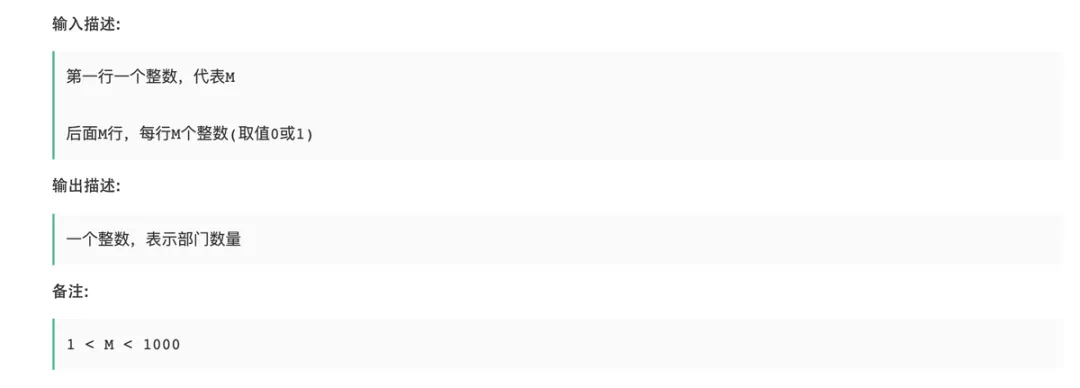 输入描述:
第一行一个整数，代表M
后面M行，每行M个整数(取值0或1)
输出描述:
一个整数，表示部门数量
备注:
1 < M < 1000